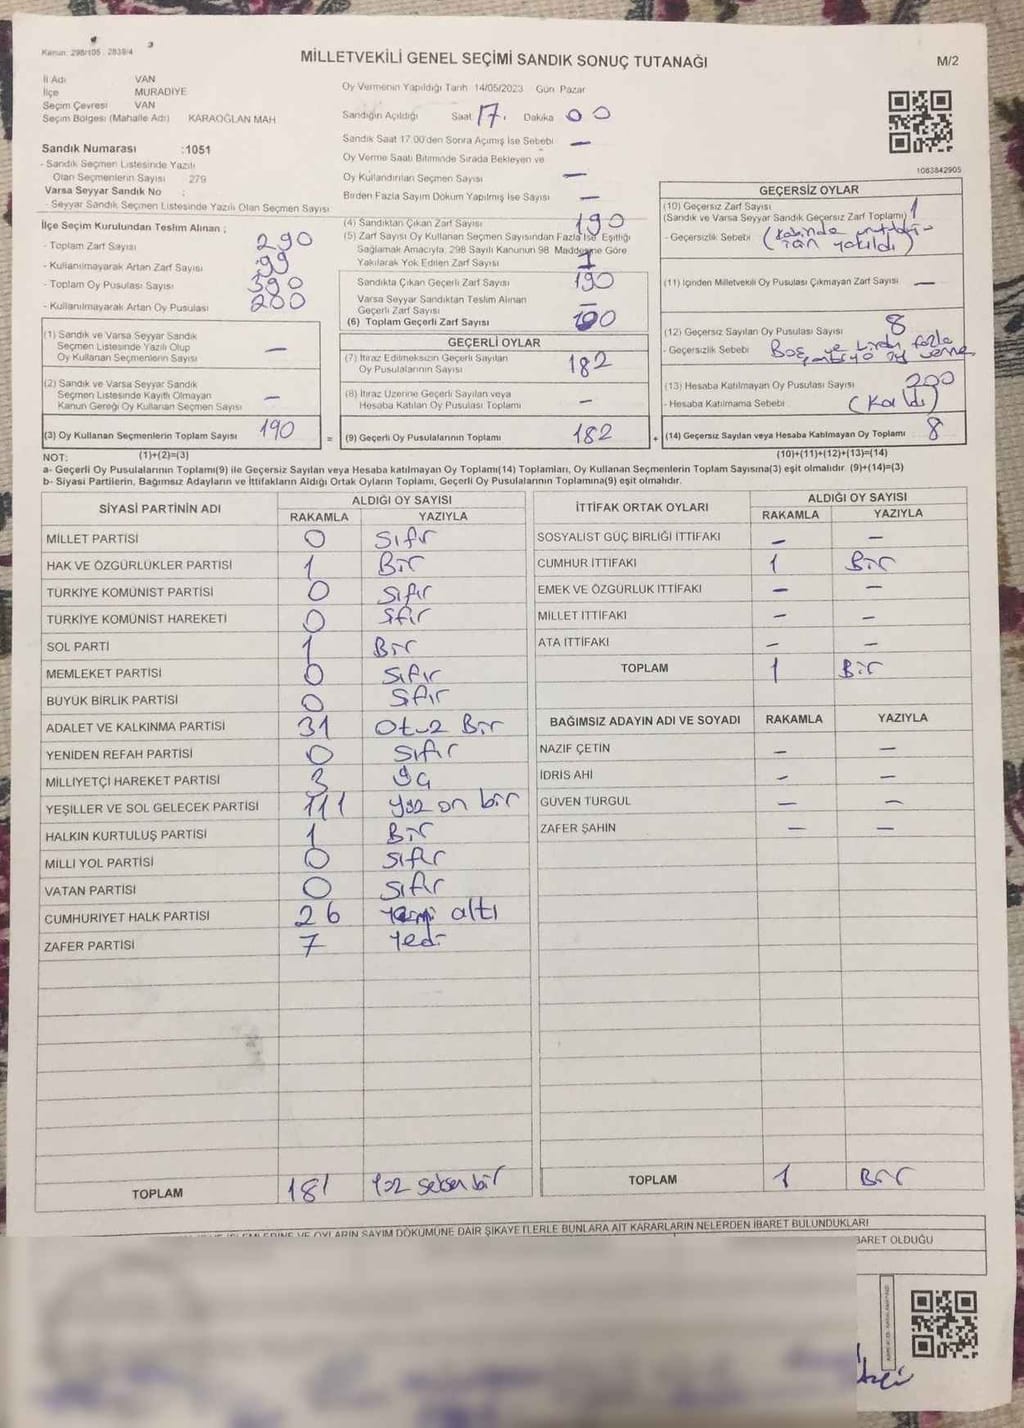 Kanun: 298/105 2839/4
MİLLETVEKİLİ GENEL SEÇİMİ SANDIK SONUÇ TUTANAĞI
M/2
İl Adı VAN
İlçe MURADİYE
Seçim Çevresi VAN
Seçim Bölgesi (Mahalle Adı) KARAOĞLAN MAH
Sandık Numarası :1051
- Sandık Seçmen Listesinde Yazılı
Olan Seçmenlerin Sayısı 279
Varsa Seyyar Sandık No :
- Seyyar Sandık Seçmen Listesinde Yazılı Olan Seçmen Sayısı
İlçe Seçim Kurulundan Teslim Alınan ;
- Toplam Zarf Sayısı 290
- Kullanılmayarak Artan Zarf Sayısı 99
- Toplam Oy Pusulası Sayısı 390
- Kullanılmayarak Artan Oy Pusulası 200
(1) Sandık ve Varsa Seyyar Sandık
Seçmen Listesinde Yazılı Olup
Oy Kullanan Seçmenlerin Sayısı —
(2) Sandık ve Varsa Seyyar Sandık
Seçmen Listesinde Kayıtlı Olmayan
Kanun Gereği Oy Kullanan Seçmen Sayısı —
(3) Oy Kullanan Seçmenlerin Toplam Sayısı 190
Oy Vermenin Yapıldığı Tarih 14/05/2023 Gün Pazar
Sandığın Açıldığı Saat 17. Dakika 00
Sandık Saat 17.00'den Sonra Açımış İse Sebebi —
Oy Verme Saati Bitiminde Sırada Bekleyen ve
Oy Kullandırılan Seçmen Sayısı —
Birden Fazla Sayım Döküm Yapılmış İse Sayısı —
(4) Sandıktan Çıkan Zarf Sayısı 190
(5) Zarf Sayısı Oy Kullanan Seçmen Sayısından Fazla İse, Eşitliği
Sağlamak Amacıyla, 298 Sayılı Kanunun 98 Maddesine Göre
Yakılarak Yok Edilen Zarf Sayısı 1
Sandıkta Çıkan Geçerli Zarf Sayısı 190
Varsa Seyyar Sandıktan Teslim Alınan
Geçerli Zarf Sayısı —
(6) Toplam Geçerli Zarf Sayısı 190
GEÇERLİ OYLAR
(7) İtiraz Edilmeksizin Geçerli Sayılan
Oy Pusulalarının Sayısı 182
(8) İtiraz Üzerine Geçerli Sayılan veya
Hesaba Katılan Oy Pusulası Toplamı —
= (9) Geçerli Oy Pusulalarının Toplamı 182
1083842905
GEÇERSİZ OYLAR
(10) Geçersiz Zarf Sayısı 1
(Sandık ve Varsa Seyyar Sandık Geçersiz Zarf Toplamı)
- Geçersizlik Sebebi (kabinde
yakıldı)
(11) İçinden Milletvekili Oy Pusulası Çıkmayan Zarf Sayısı —
(12) Geçersiz Sayılan Oy Pusulası Sayısı 8
- Geçersizlik Sebebi Boş ve birden fazla
partiye oy verme
(13) Hesaba Katılmayan Oy Pusulası Sayısı 200
- Hesaba Katılmama Sebebi (Kaldı)
+ (14) Geçersiz Sayılan veya Hesaba Katılmayan Oy Toplamı 8
NOT: (1)+(2)=(3) (10)+(11)+(12)+(13)=(14)
a- Geçerli Oy Pusulalarının Toplamı(9) ile Geçersiz Sayılan veya Hesaba katılmayan Oy Toplamı(14) Toplamları, Oy Kullanan Seçmenlerin Toplam Sayısına(3) eşit olmalıdır. (9)+(14)=(3)
b- Siyasi Partilerin, Bağımsız Adayların ve İttifakların Aldığı Ortak Oyların Toplamı, Geçerli Oy Pusulalarının Toplamına(9) eşit olmalıdır.
SİYASİ PARTİNİN ADI ALDIĞI OY SAYISI
RAKAMLA YAZIYLA
MİLLET PARTİSİ 0 Sıfır
HAK VE ÖZGÜRLÜKLER PARTİSİ 1 Bir
TÜRKİYE KOMÜNİST PARTİSİ 0 Sıfır
TÜRKİYE KOMÜNİST HAREKETİ 0 Sıfır
SOL PARTİ 1 Bir
MEMLEKET PARTİSİ 0 Sıfır
BÜYÜK BİRLİK PARTİSİ 0 Sıfır
ADALET VE KALKINMA PARTİSİ 31 Otuz Bir
YENİDEN REFAH PARTİSİ 0 Sıfır
MİLLİYETÇİ HAREKET PARTİSİ 3 Üç
YEŞİLLER VE SOL GELECEK PARTİSİ 111 yüz on bir
HALKIN KURTULUŞ PARTİSİ 1 Bir
MİLLİ YOL PARTİSİ 0 Sıfır
VATAN PARTİSİ 0 Sıfır
CUMHURİYET HALK PARTİSİ 26 Yirmi altı
ZAFER PARTİSİ 7 Yedi
TOPLAM 181 Yüz seksen bir
İTTİFAK ORTAK OYLARI ALDIĞI OY SAYISI
RAKAMLA YAZIYLA
SOSYALİST GÜÇ BİRLİĞİ İTTİFAKI — —
CUMHUR İTTİFAKI 1 Bir
EMEK VE ÖZGÜRLÜK İTTİFAKI — —
MİLLET İTTİFAKI — —
ATA İTTİFAKI — —
TOPLAM 1 Bir
BAĞIMSIZ ADAYIN ADI VE SOYADI RAKAMLA YAZIYLA
NAZİF ÇETİN — —
İDRİS AHİ — —
GÜVEN TURGUL — —
ZAFER ŞAHİN — —
TOPLAM 1 Bir
OYLARIN SAYIM DÖKÜMÜNE DAİR ŞİKAYETLERLE BUNLARA AİT KARARLARIN NELERDEN İBARET BULUNDUKLARI
BARET OLDUĞU